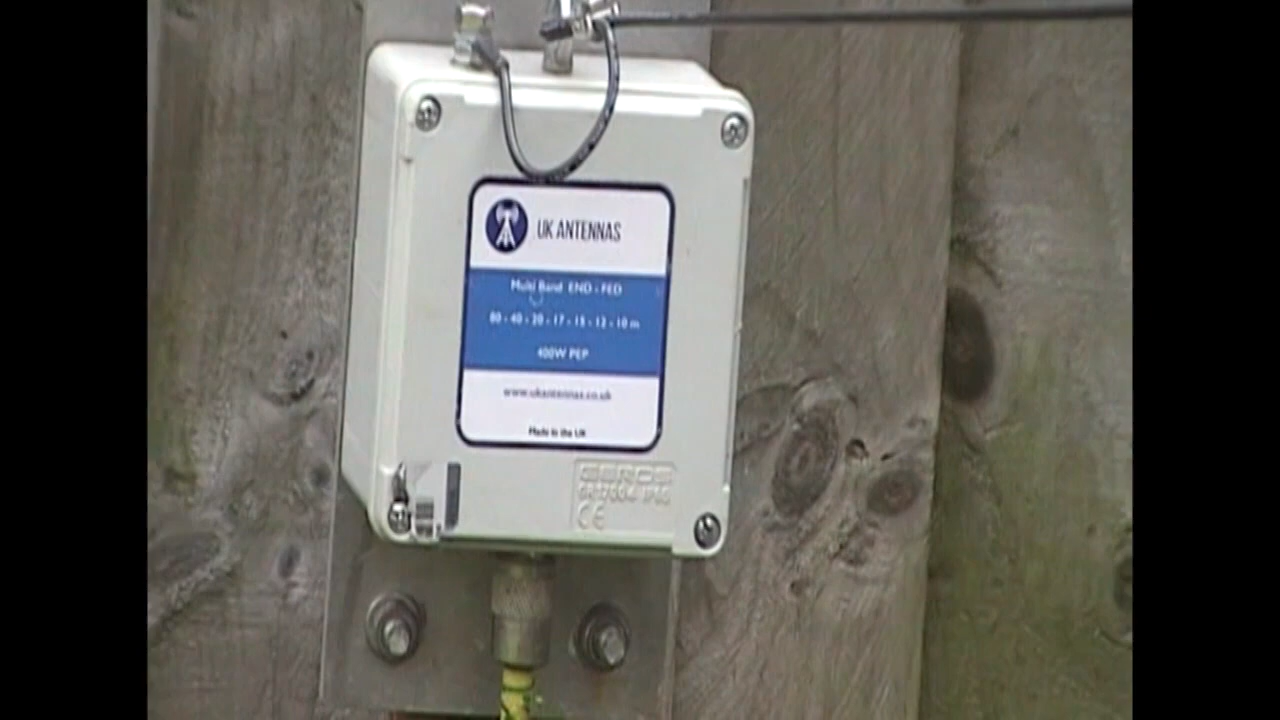 UK ANTENNAS
Multi Band END - FED
80 - 40 - 20 - 17 - 15 - 12 - 10 m
400W PEP
www.ukantennas.co.uk
Made in the UK
CE